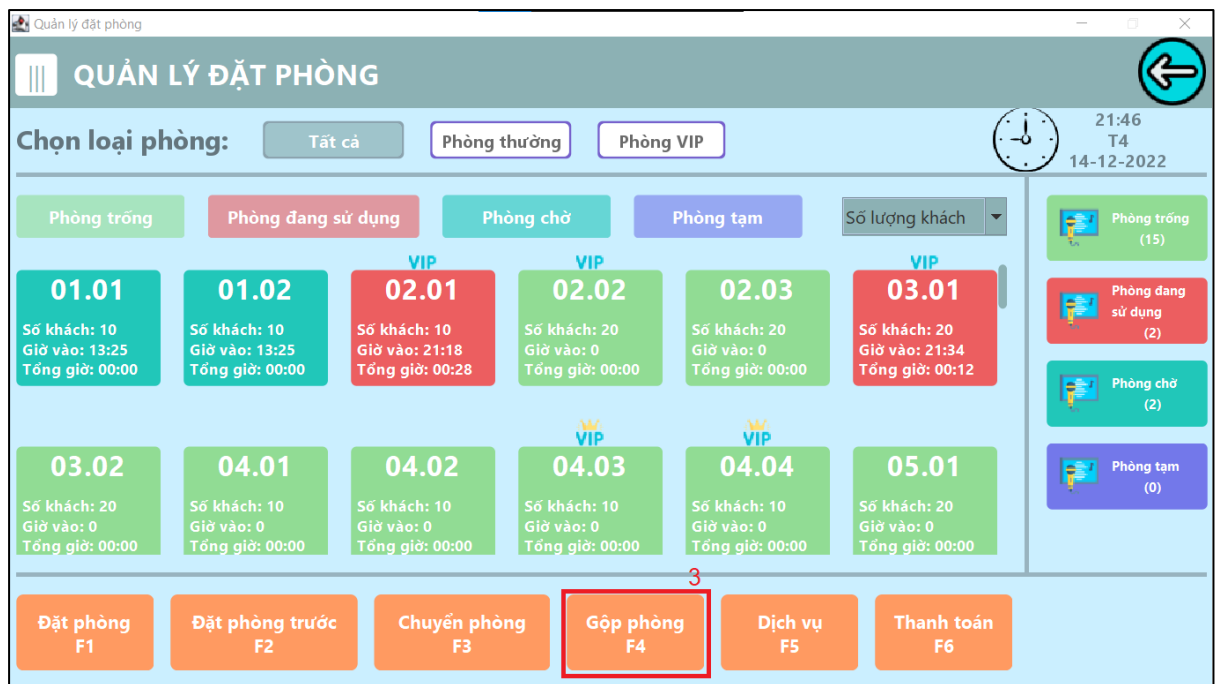 Quản lý đặt phòng
QUẢN LÝ ĐẶT PHÒNG
Chọn loại phòng:
Tất cả
Phòng thường
Phòng VIP
21:46
T4
14-12-2022
Phòng trống
Phòng đang sử dụng
Phòng chờ
Phòng tạm
Số lượng khách
01.01
Số khách: 10
Giờ vào: 13:25
Tổng giờ: 00:00
01.02
Số khách: 10
Giờ vào: 13:25
Tổng giờ: 00:00
VIP
02.01
Số khách: 10
Giờ vào: 21:18
Tổng giờ: 00:28
VIP
02.02
Số khách: 20
Giờ vào: 0
Tổng giờ: 00:00
02.03
Số khách: 20
Giờ vào: 0
Tổng giờ: 00:00
VIP
03.01
Số khách: 20
Giờ vào: 21:34
Tổng giờ: 00:12
03.02
Số khách: 20
Giờ vào: 0
Tổng giờ: 00:00
04.01
Số khách: 10
Giờ vào: 0
Tổng giờ: 00:00
04.02
Số khách: 10
Giờ vào: 0
Tổng giờ: 00:00
VIP
04.03
Số khách: 10
Giờ vào: 0
Tổng giờ: 00:00
VIP
04.04
Số khách: 10
Giờ vào: 0
Tổng giờ: 00:00
05.01
Số khách: 20
Giờ vào: 0
Tổng giờ: 00:00
Phòng trống
(15)
Phòng đang
sử dụng
(2)
Phòng chờ
(2)
Phòng tạm
(0)
3
Đặt phòng
F1
Đặt phòng trước
F2
Chuyển phòng
F3
Gộp phòng
F4
Dịch vụ
F5
Thanh toán
F6